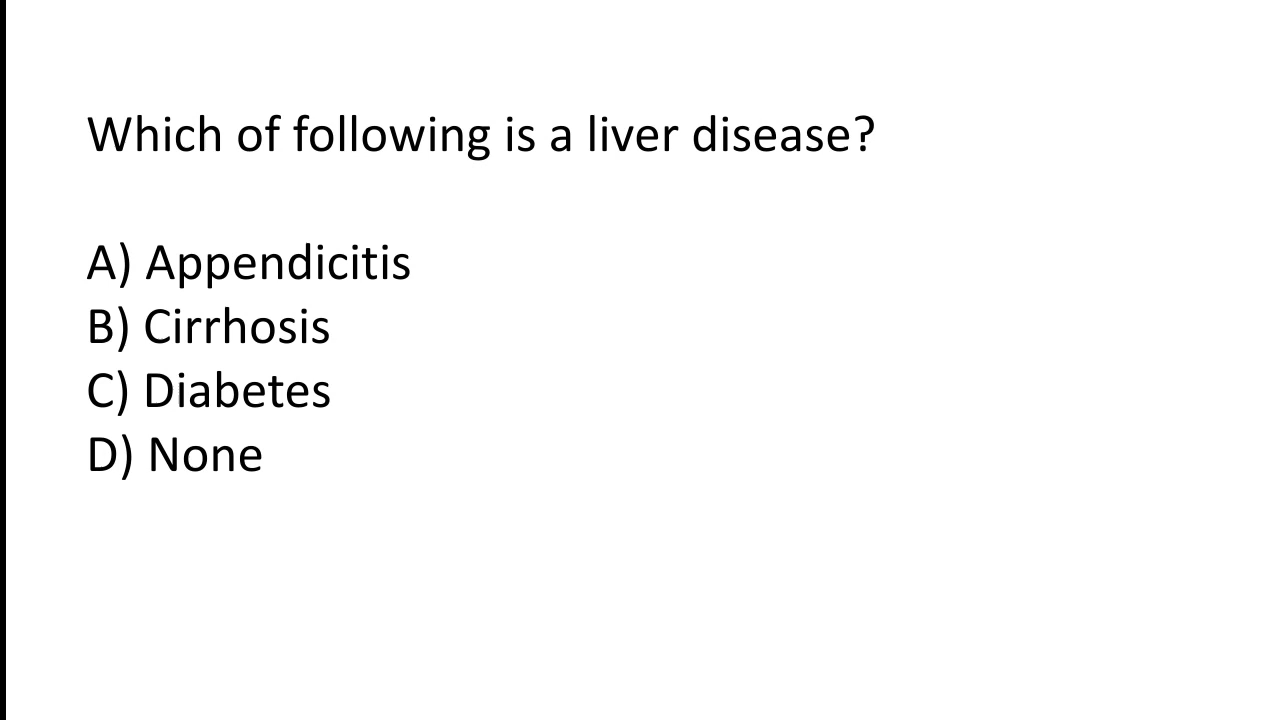 Which of following is a liver disease?
A) Appendicitis
B) Cirrhosis
C) Diabetes
D) None